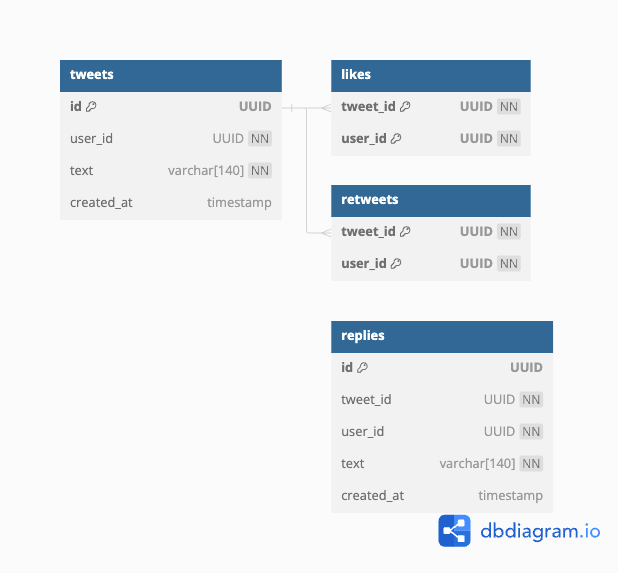 tweets
id UUID
user_id UUID NN
text varchar[140] NN
created_at timestamp
likes
tweet_id UUID NN
user_id UUID NN
retweets
tweet_id UUID NN
user_id UUID NN
replies
id UUID
tweet_id UUID NN
user_id UUID NN
text varchar[140] NN
created_at timestamp
dbdiagram.io